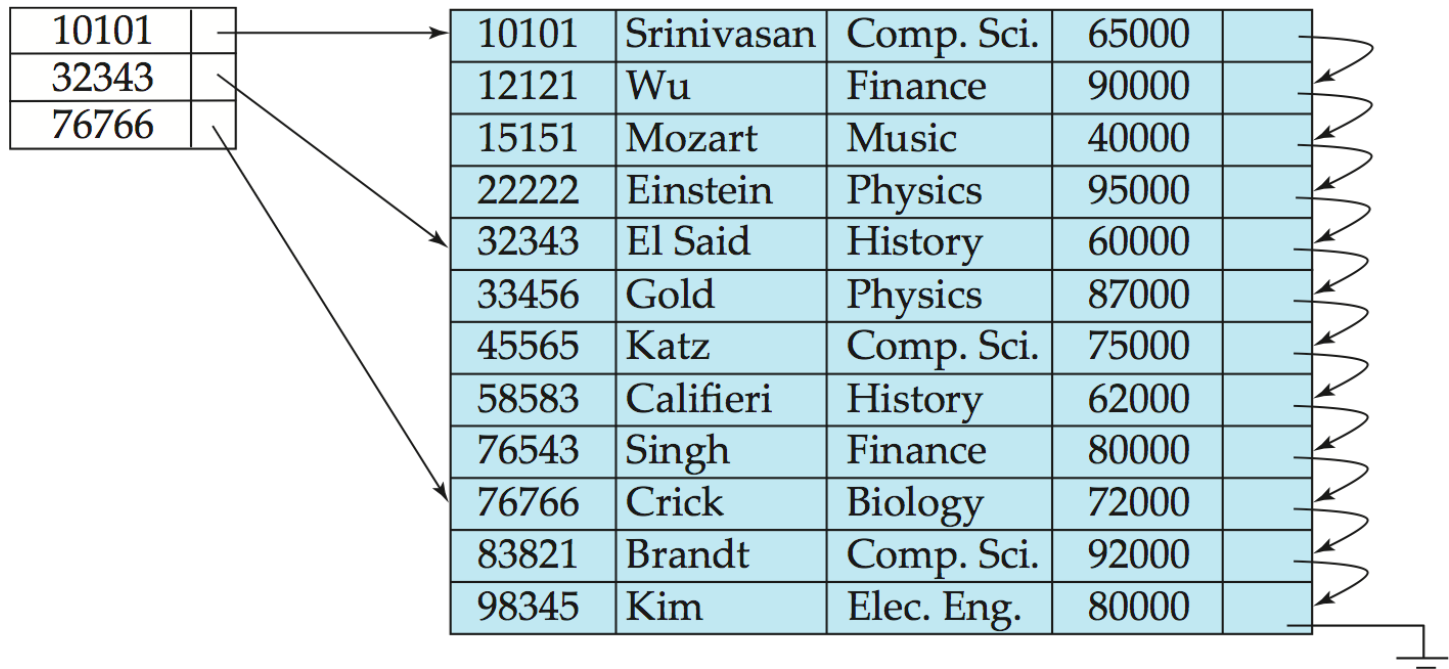 10101
32343
76766
10101 Srinivasan Comp. Sci. 65000
12121 Wu Finance 90000
15151 Mozart Music 40000
22222 Einstein Physics 95000
32343 El Said History 60000
33456 Gold Physics 87000
45565 Katz Comp. Sci. 75000
58583 Califieri History 62000
76543 Singh Finance 80000
76766 Crick Biology 72000
83821 Brandt Comp. Sci. 92000
98345 Kim Elec. Eng. 80000